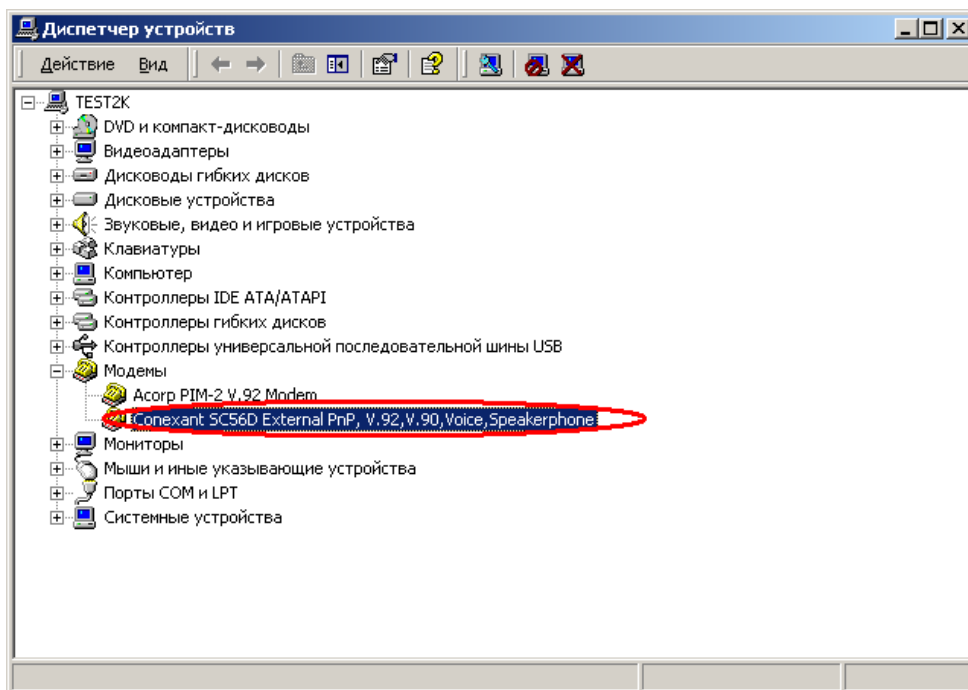 Диспетчер устройств
Действие Вид
TEST2K
DVD и компакт-дисководы
Видеоадаптеры
Дисководы гибких дисков
Дисковые устройства
Звуковые, видео и игровые устройства
Клавиатуры
Компьютер
Контроллеры IDE ATA/ATAPI
Контроллеры гибких дисков
Контроллеры универсальной последовательной шины USB
Модемы
Acorp PIM-2 V.92 Modem
Conexant SC56D External PnP, V.92,V.90,Voice,Speakerphone
Мониторы
Мыши и иные указывающие устройства
Порты COM и LPT
Системные устройства